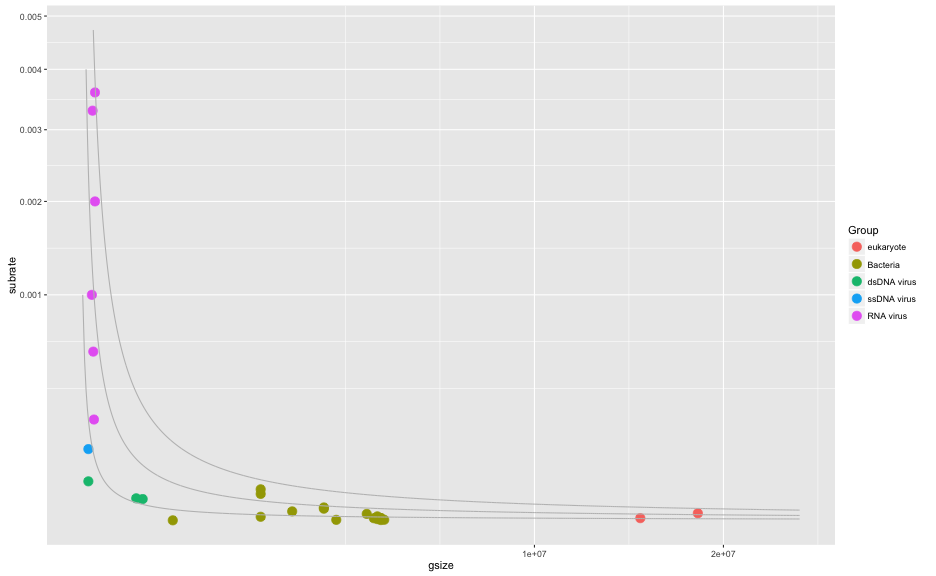 0.005
0.004
0.003
0.002
0.001
subrate
1e+07
2e+07
gsize
Group
eukaryote
Bacteria
dsDNA virus
ssDNA virus
RNA virus